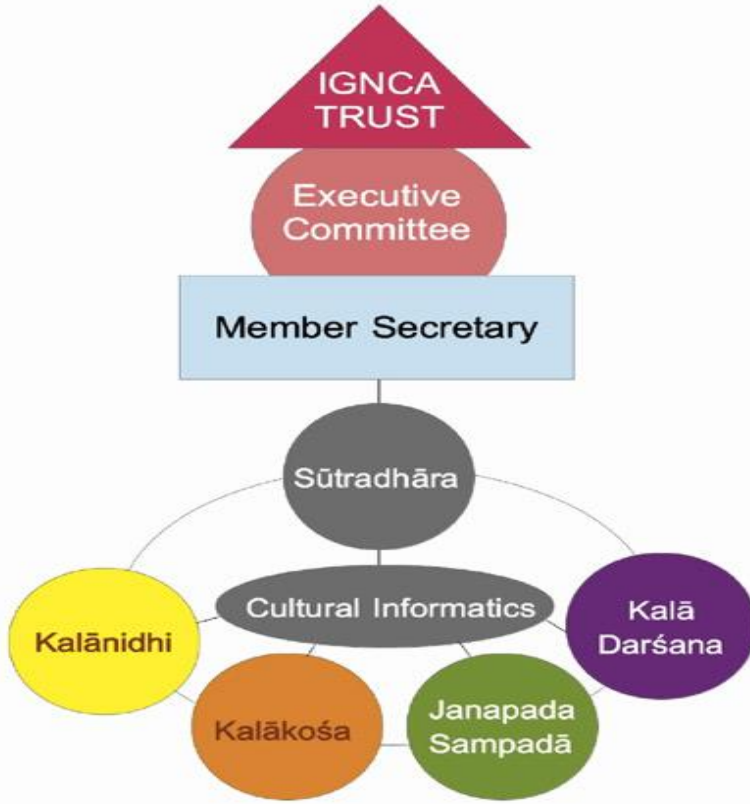 IGNCA
TRUST
Executive
Committee
Member Secretary
Sūtradhāra
Cultural Informatics
Kalānidhi
Kalā
Darśana
Kalākośa
Janapada
Sampadā